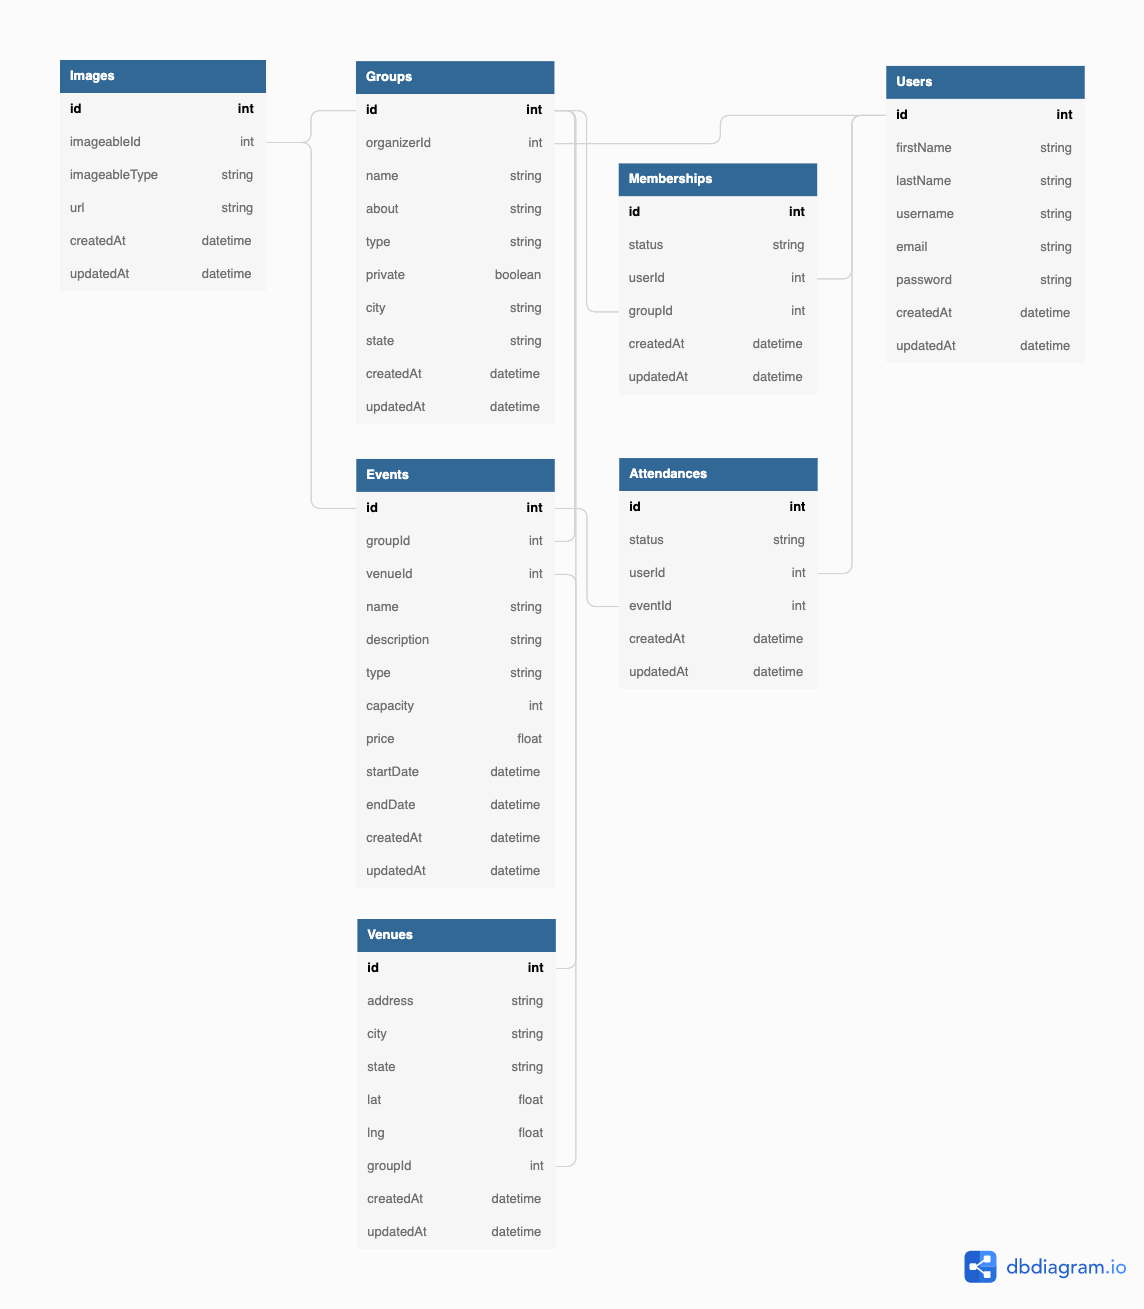 Images
id int
imageableId int
imageableType string
url string
createdAt datetime
updatedAt datetime
Groups
id int
organizerId int
name string
about string
type string
private boolean
city string
state string
createdAt datetime
updatedAt datetime
Users
id int
firstName string
lastName string
username string
email string
password string
createdAt datetime
updatedAt datetime
Memberships
id int
status string
userId int
groupId int
createdAt datetime
updatedAt datetime
Events
id int
groupId int
venueId int
name string
description string
type string
capacity int
price float
startDate datetime
endDate datetime
createdAt datetime
updatedAt datetime
Attendances
id int
status string
userId int
eventId int
createdAt datetime
updatedAt datetime
Venues
id int
address string
city string
state string
lat float
lng float
groupId int
createdAt datetime
updatedAt datetime
dbdiagram.io